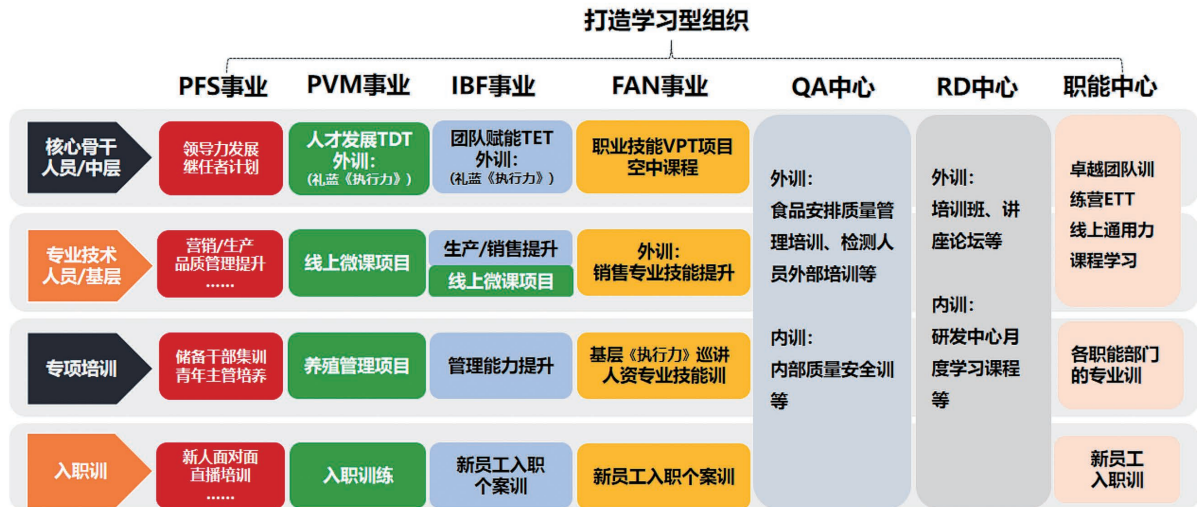 打造学习型组织
PFS事业
PVM事业
IBF事业
FAN事业
QA中心
RD中心
职能中心
核心骨干
人员/中层
领导力发展
继任者计划
人才发展TDT
外训：
(礼蓝《执行力》)
团队赋能TET
外训：
(礼蓝《执行力》)
职业技能VPT项目
空中课程
专业技术
人员/基层
营销/生产
品质管理提升
......
线上微课项目
生产/销售提升
线上微课项目
外训：
销售专业技能提升
专项培训
储备干部集训
青年主管培养
养殖管理项目
管理能力提升
基层《执行力》巡讲
人资专业技能训
入职训
新人面对面
直播培训
......
入职训练
新员工入职
个案训
新员工入职个案训
外训：
食品安排质量管
理培训、检测人
员外部培训等
内训：
内部质量安全训
等
外训：
培训班、讲
座论坛等
内训：
研发中心月
度学习课程
等
卓越团队训
练营ETT
线上通用力
课程学习
各职能部门
的专业训
新员工
入职训